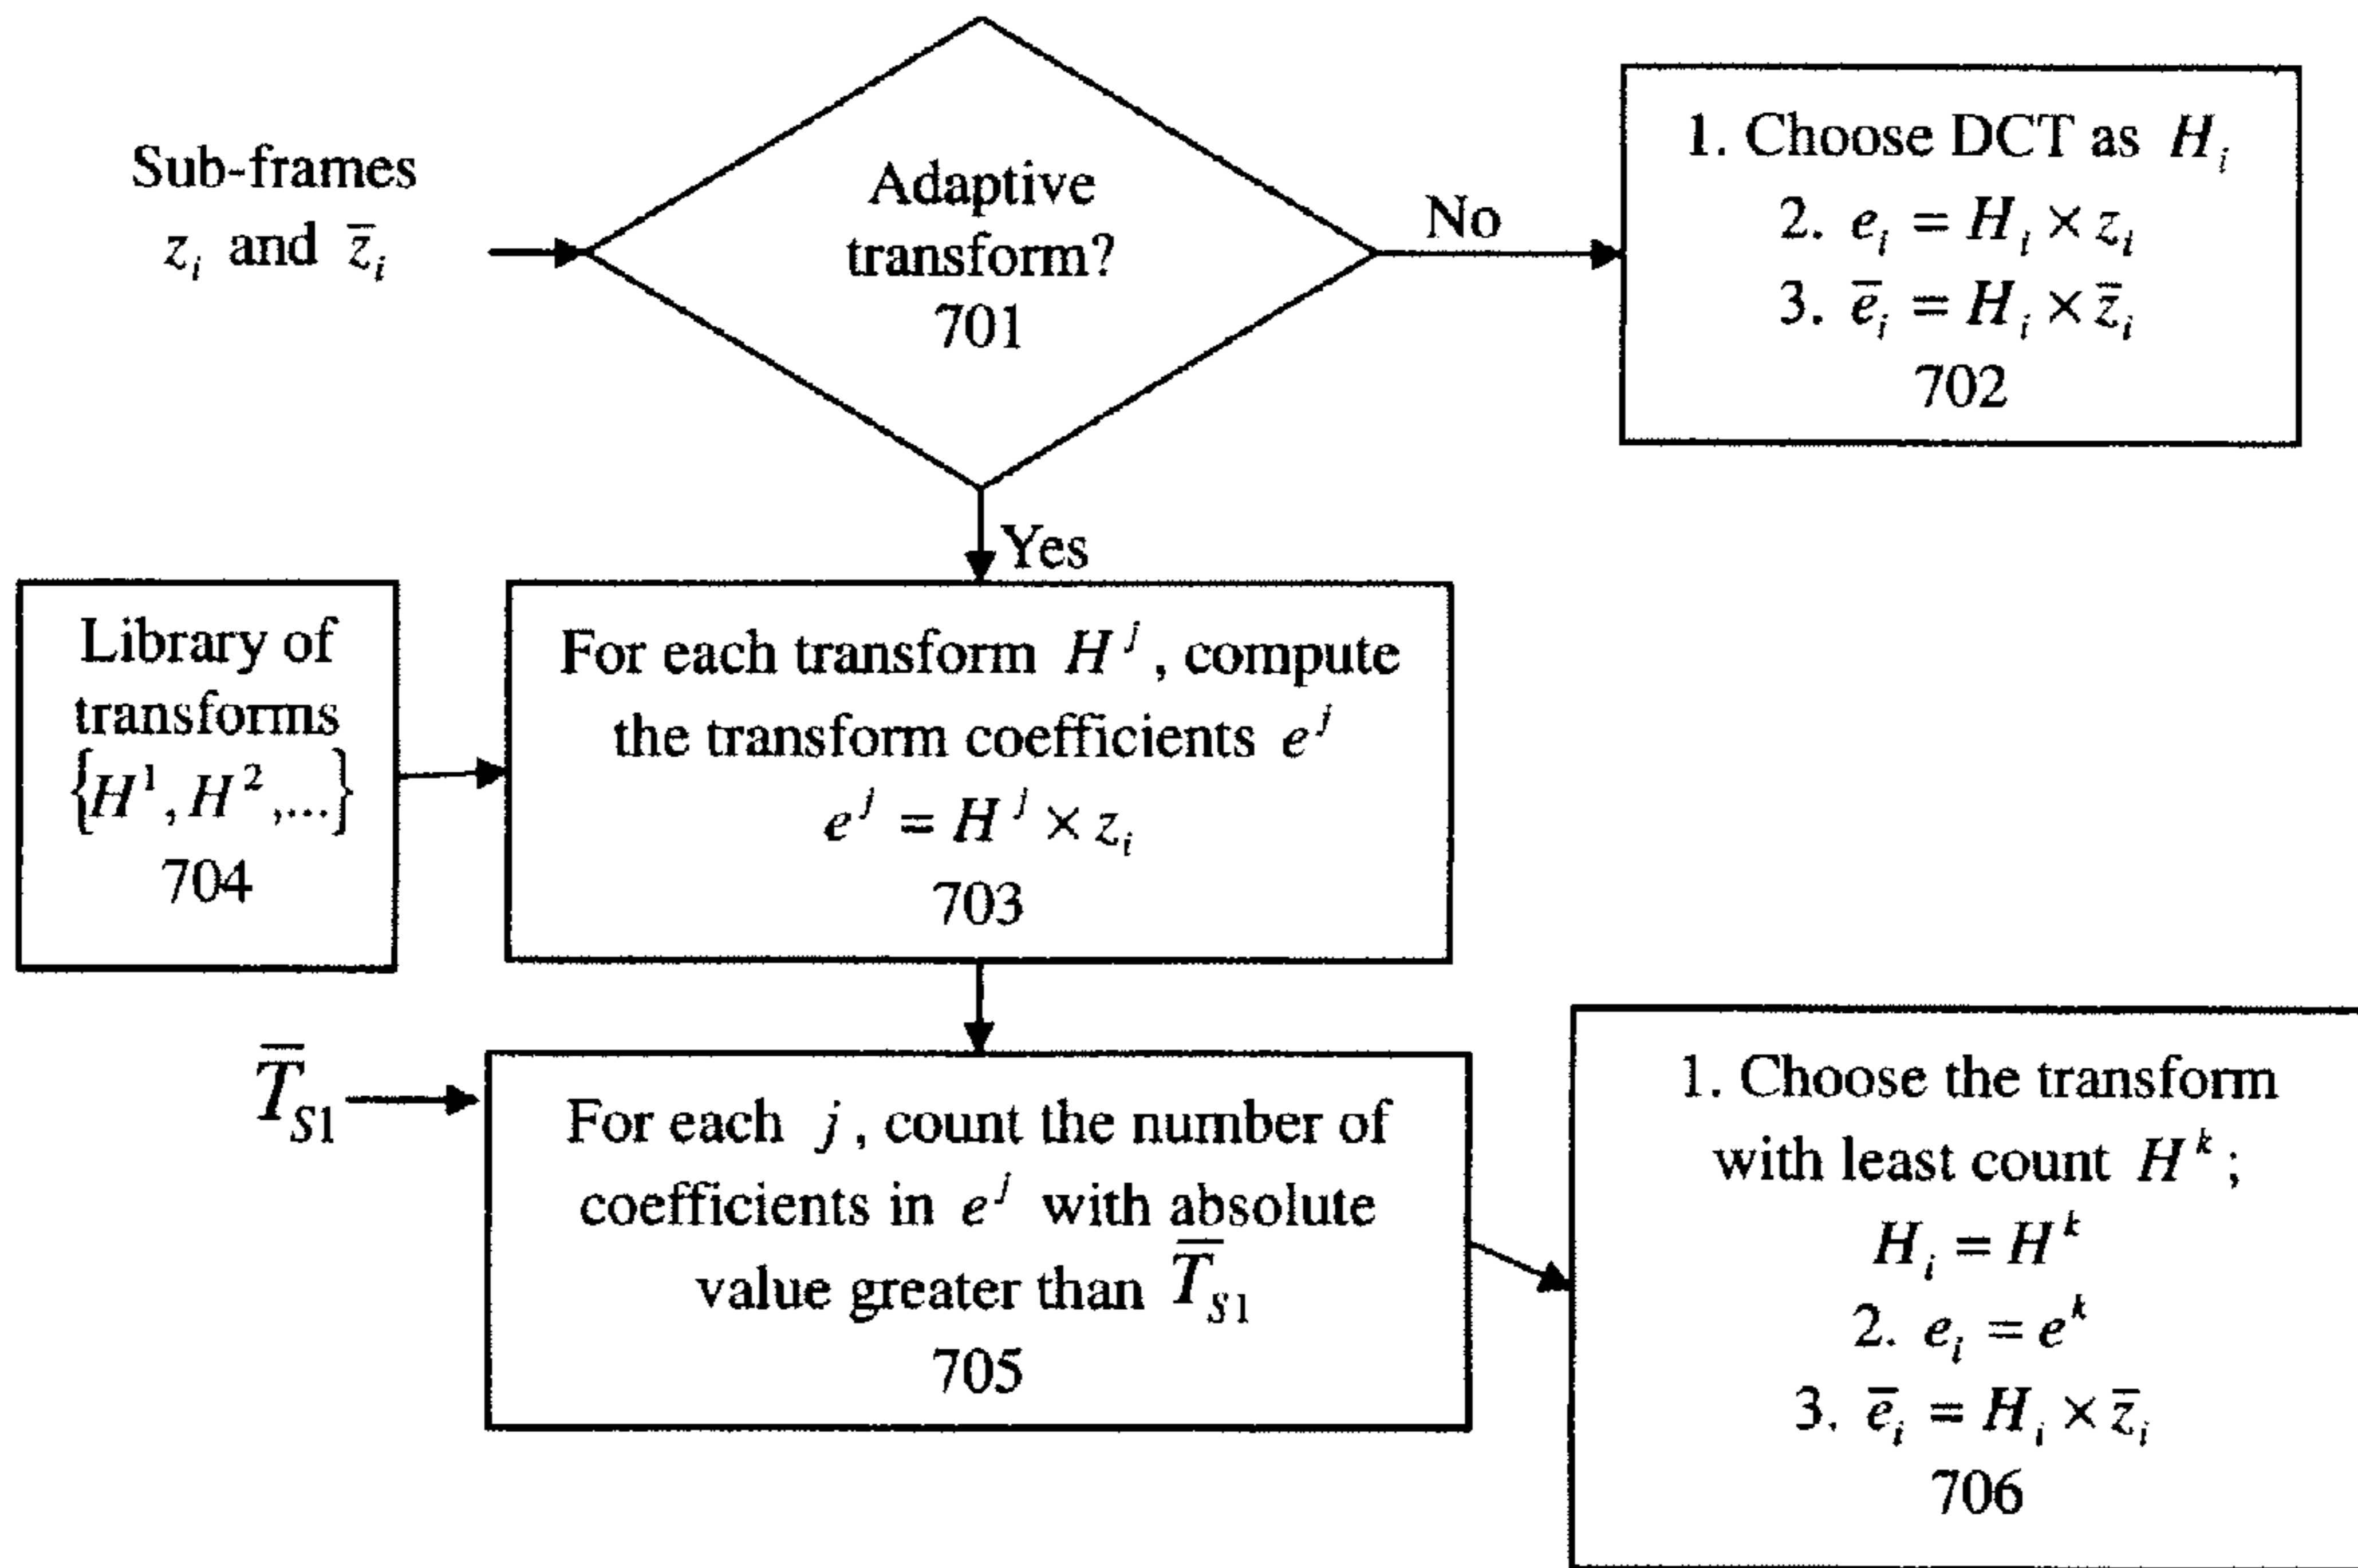 Sub-frames
z_i and z̅_i
Adaptive
transform?
701
No
1. Choose DCT as H_i
2. e_i = H_i × z_i
3. e̅_i = H_i × z̅_i
702
Yes
Library of
transforms
{H^1, H^2,...}
704
For each transform H^j, compute
the transform coefficients e^j
e^j = H^j × z_i
703
T̅_S1
For each j, count the number of
coefficients in e^j with absolute
value greater than T̅_S1
705
1. Choose the transform
with least count H^k;
H_i = H^k
2. e_i = e^k
3. e̅_i = H_i × z̅_i
706